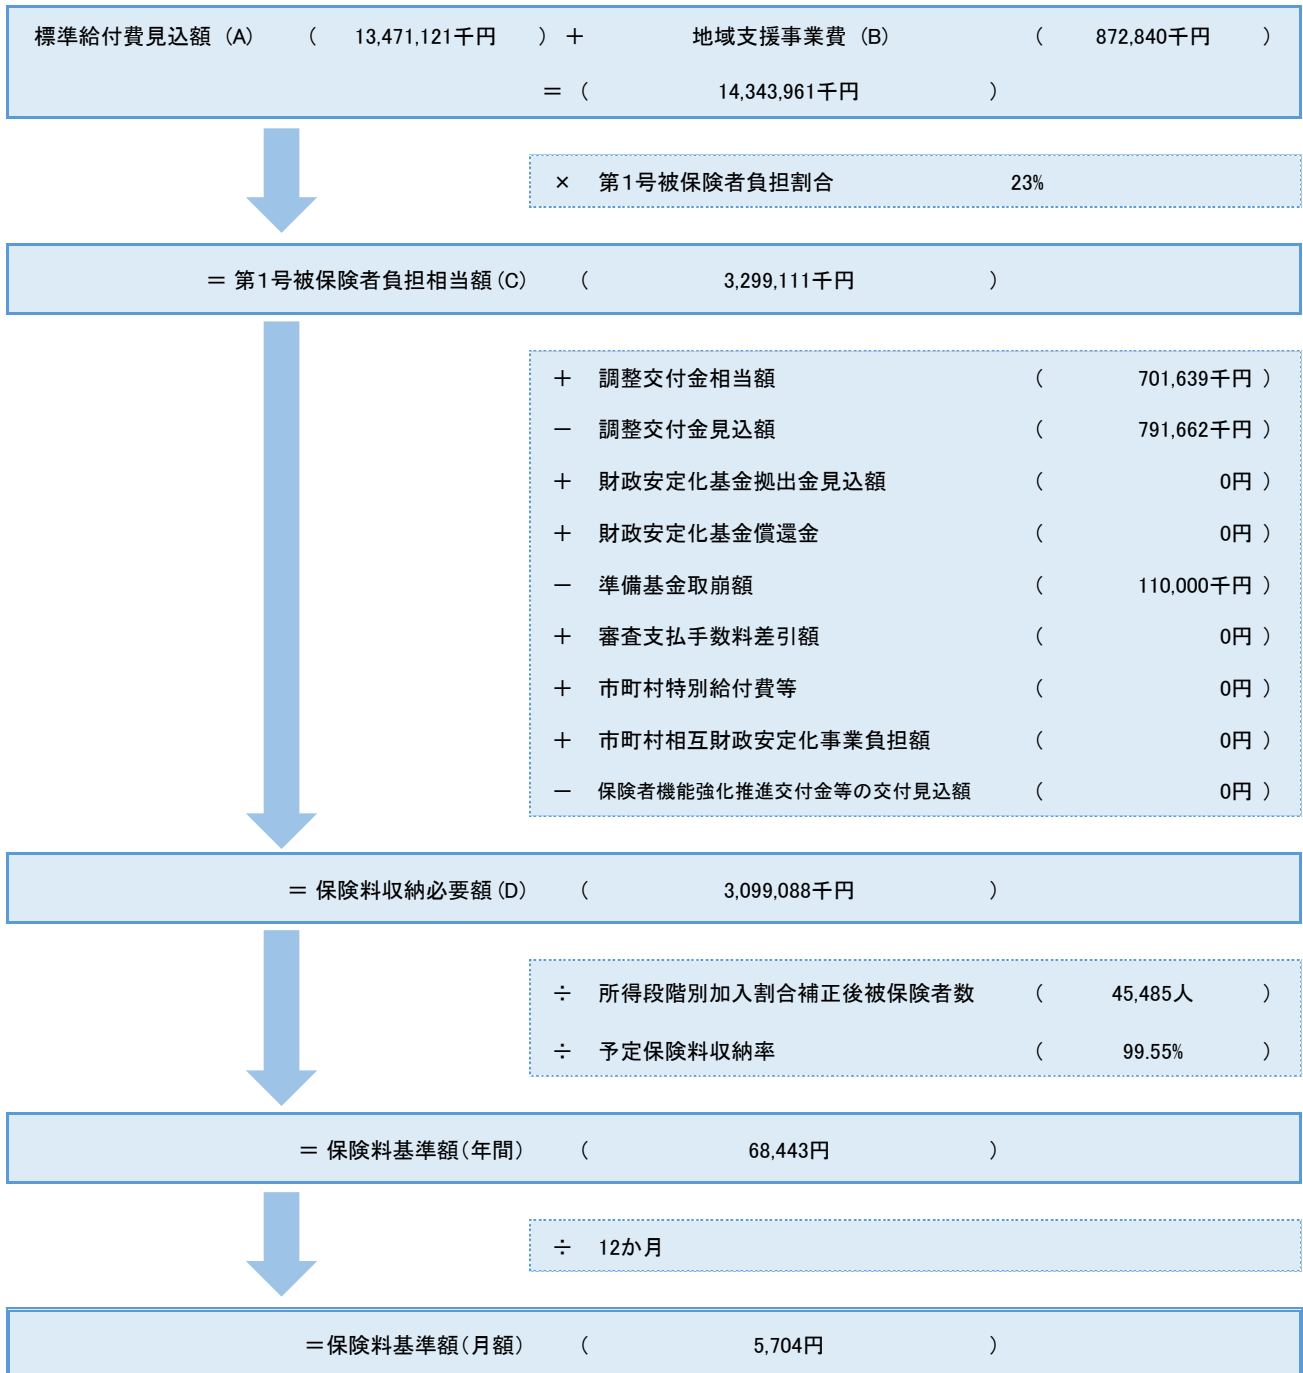 標準給付費見込額（A） （ 13,471,121千円 ）＋ 地域支援事業費（B） （ 872,840千円 ）
＝（ 14,343,961千円 ）
× 第１号被保険者負担割合 23%
＝ 第１号被保険者負担相当額（C） （ 3,299,111千円 ）
＋ 調整交付金相当額 （ 701,639千円 ）
－ 調整交付金見込額 （ 791,662千円 ）
＋ 財政安定化基金拠出金見込額 （ 0円 ）
＋ 財政安定化基金償還金 （ 0円 ）
－ 準備基金取崩額 （ 110,000千円 ）
＋ 審査支払手数料差引額 （ 0円 ）
＋ 市町村特別給付費等 （ 0円 ）
＋ 市町村相互財政安定化事業負担額 （ 0円 ）
－ 保険者機能強化推進交付金等の交付見込額 （ 0円 ）
＝ 保険料収納必要額（D） （ 3,099,088千円 ）
÷ 所得段階別加入割合補正後被保険者数 （ 45,485人 ）
÷ 予定保険料収納率 （ 99.55% ）
＝ 保険料基準額（年間） （ 68,443円 ）
÷ 12か月
＝保険料基準額（月額） （ 5,704円 ）